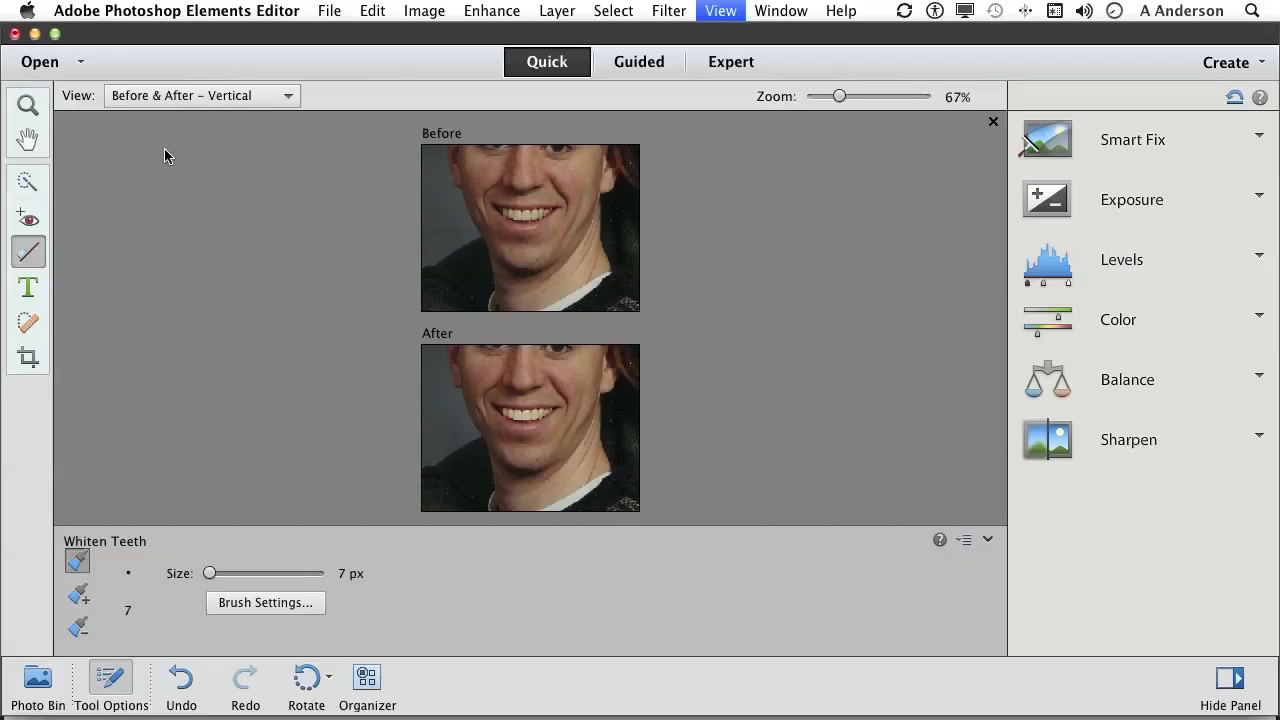 Adobe Photoshop Elements Editor File Edit Image Enhance Layer Select Filter View Window Help A Anderson
Open Quick Guided Expert Create
View: Before & After - Vertical Zoom: 67%
Before
After
Smart Fix
Exposure
Levels
Color
Balance
Sharpen
Whiten Teeth
Size: 7 px
7
Brush Settings...
Photo Bin Tool Options Undo Redo Rotate Organizer Hide Panel